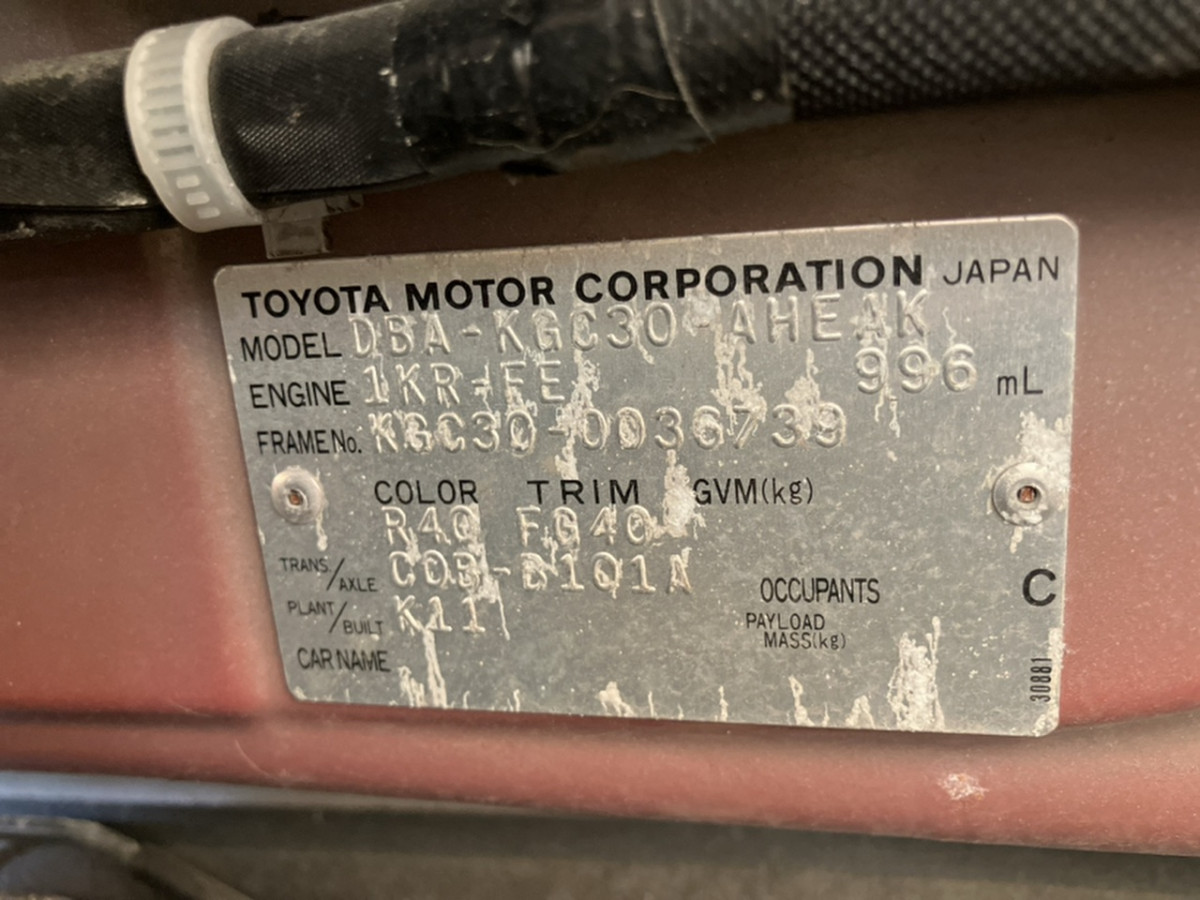 TOYOTA MOTOR CORPORATION JAPAN
MODEL DBA-KGC30-AHEAK
ENGINE 1KR-FE 996 mL
FRAME No. KGC30-0036739
COLOR TRIM GVM(kg)
R40 FG40
TRANS./AXLE C0B-B101A
PLANT/BUILT K11
OCCUPANTS C
PAYLOAD
MASS(kg)
CAR NAME
30881